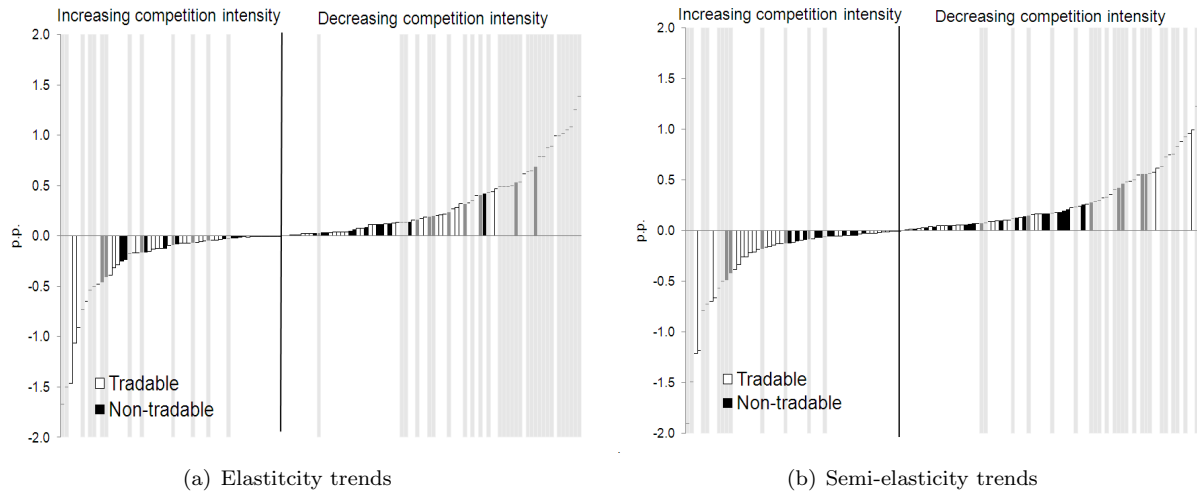 Increasing competition intensity Decreasing competition intensity
2.0
1.5
1.0
0.5
0.0
-0.5
-1.0
-1.5
-2.0
p.p.
Tradable
Non-tradable
(a) Elastitcity trends
Increasing competition intensity Decreasing competition intensity
2.0
1.5
1.0
0.5
0.0
-0.5
-1.0
-1.5
-2.0
p.p.
Tradable
Non-tradable
(b) Semi-elasticity trends